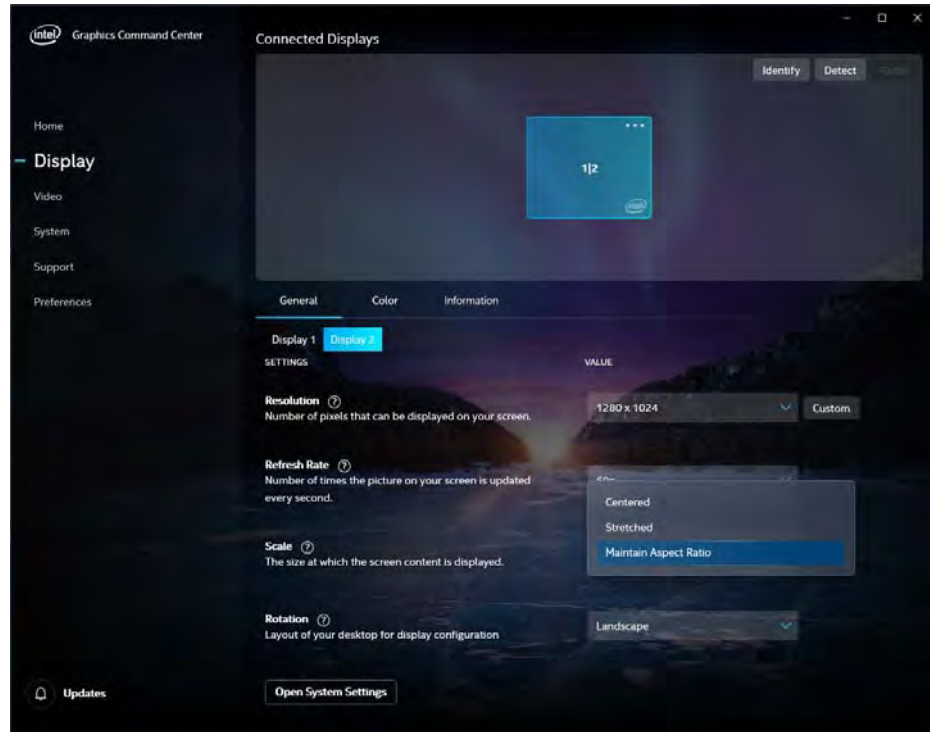 intel Graphics Command Center
Connected Displays
Identify Detect
Home
Display
Video
System
Support
Preferences
1|2
intel
General Color Information
Display 1 Display 2
SETTINGS VALUE
Resolution ?
Number of pixels that can be displayed on your screen.
1280 x 1024 Custom
Refresh Rate ?
Number of times the picture on your screen is updated
every second.
Centered
Stretched
Maintain Aspect Ratio
Scale ?
The size at which the screen content is displayed.
Rotation ?
Layout of your desktop for display configuration
Landscape
Updates
Open System Settings